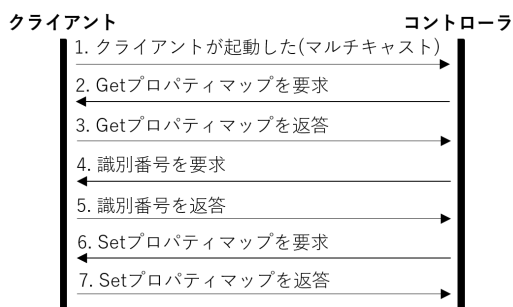 クライアント
コントローラ
1. クライアントが起動した(マルチキャスト)
2. Getプロパティマップを要求
3. Getプロパティマップを返答
4. 識別番号を要求
5. 識別番号を返答
6. Setプロパティマップを要求
7. Setプロパティマップを返答